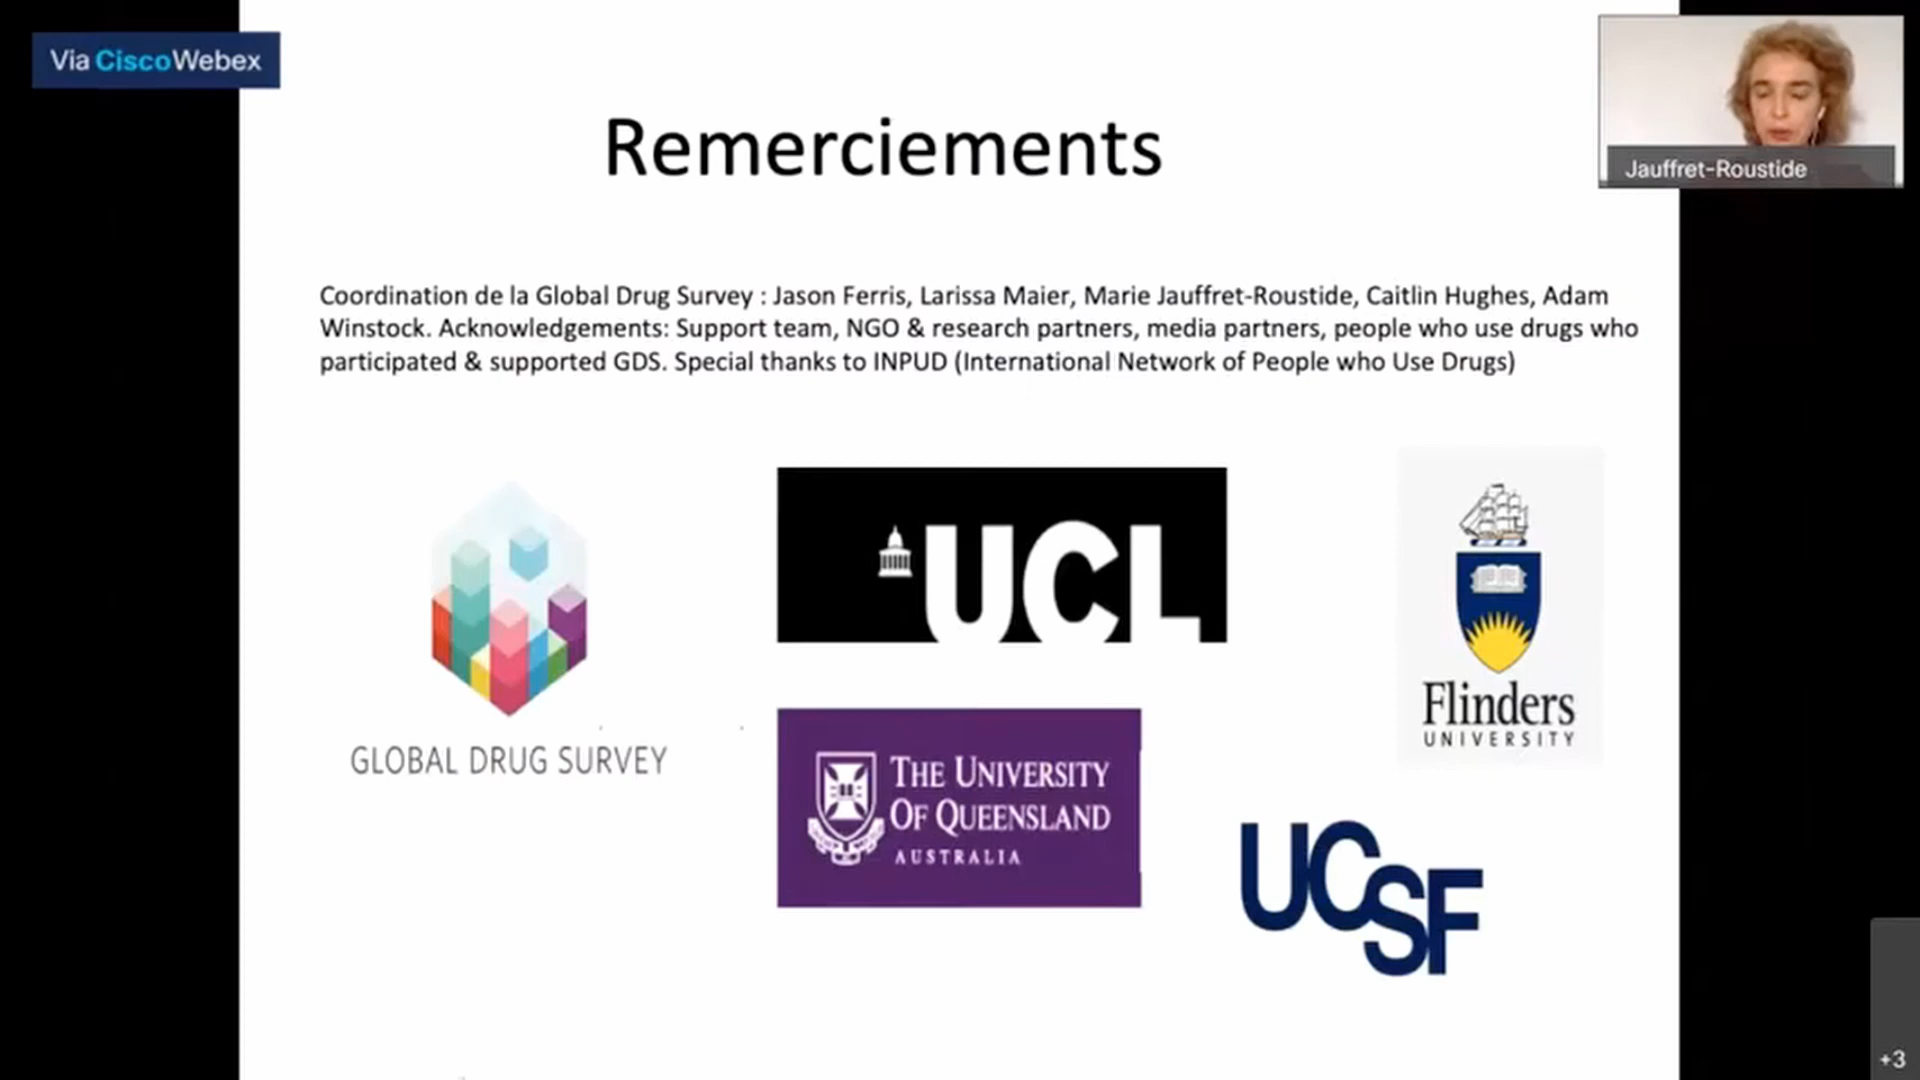 Via CiscoWebex
Jauffret-Roustide
Remerciements
Coordination de la Global Drug Survey : Jason Ferris, Larissa Maier, Marie Jauffret-Roustide, Caitlin Hughes, Adam
Winstock. Acknowledgements: Support team, NGO & research partners, media partners, people who use drugs who
participated & supported GDS. Special thanks to INPUD (International Network of People who Use Drugs)
GLOBAL DRUG SURVEY
UCL
THE UNIVERSITY
OF QUEENSLAND
AUSTRALIA
Flinders
UNIVERSITY
UCSF
+3